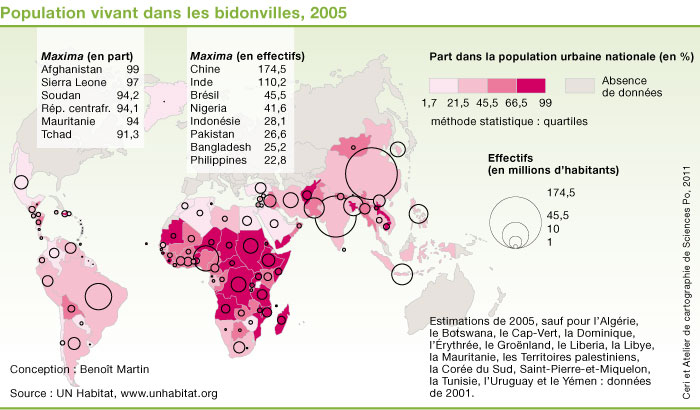 Population vivant dans les bidonvilles, 2005
Maxima (en part)
Afghanistan 99
Sierra Leone 97
Soudan 94,2
Rép. centrafr. 94,1
Mauritanie 94
Tchad 91,3
Maxima (en effectifs)
Chine 174,5
Inde 110,2
Brésil 45,5
Nigeria 41,6
Indonésie 28,1
Pakistan 26,6
Bangladesh 25,2
Philippines 22,8
Part dans la population urbaine nationale (en %)
1,7 21,5 45,5 66,5 99
Absence
de données
méthode statistique : quartiles
Effectifs
(en millions d'habitants)
174,5
45,5
10
1
Estimations de 2005, sauf pour l'Algérie,
le Botswana, le Cap-Vert, la Dominique,
l'Érythrée, le Groënland, le Liberia, la Libye,
la Mauritanie, les Territoires palestiniens,
la Corée du Sud, Saint-Pierre-et-Miquelon,
la Tunisie, l'Uruguay et le Yémen : données
de 2001.
Conception : Benoît Martin
Source : UN Habitat, www.unhabitat.org
Ceri et Atelier de cartographie de Sciences Po, 2011